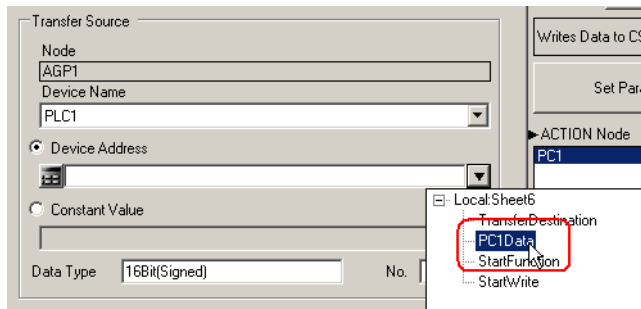 Transfer Source
Node
AGP1
Device Name
PLC1
Device Address
Constant Value
Data Type 16Bit(Signed) No.
Writes Data to CS
Set Par
ACTION Node
PC1
Local:Sheet6
TransferDestination
PC1Data
StartFunction
StartWrite